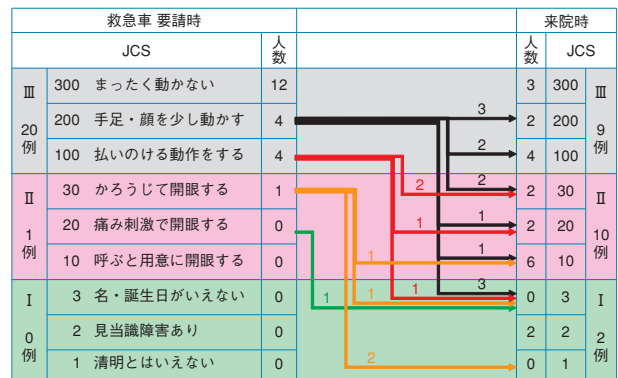 救急車 要請時 来院時
JCS 人数 人数 JCS
Ⅲ 20例
300 まったく動かない 12
200 手足・顔を少し動かす 4
100 払いのける動作をする 4
Ⅱ 1例
30 かろうじて開眼する 1
20 痛み刺激で開眼する 0
10 呼ぶと用意に開眼する 0
Ⅰ 0例
3 名・誕生日がいえない 0
2 見当識障害あり 0
1 清明とはいえない 0
3
2
2 2
1 1
1 1
1 1 1 3
2
3 300
2 200
4 100
Ⅲ 9例
2 30
2 20
6 10
Ⅱ 10例
0 3
2 2
0 1
Ⅰ 2例